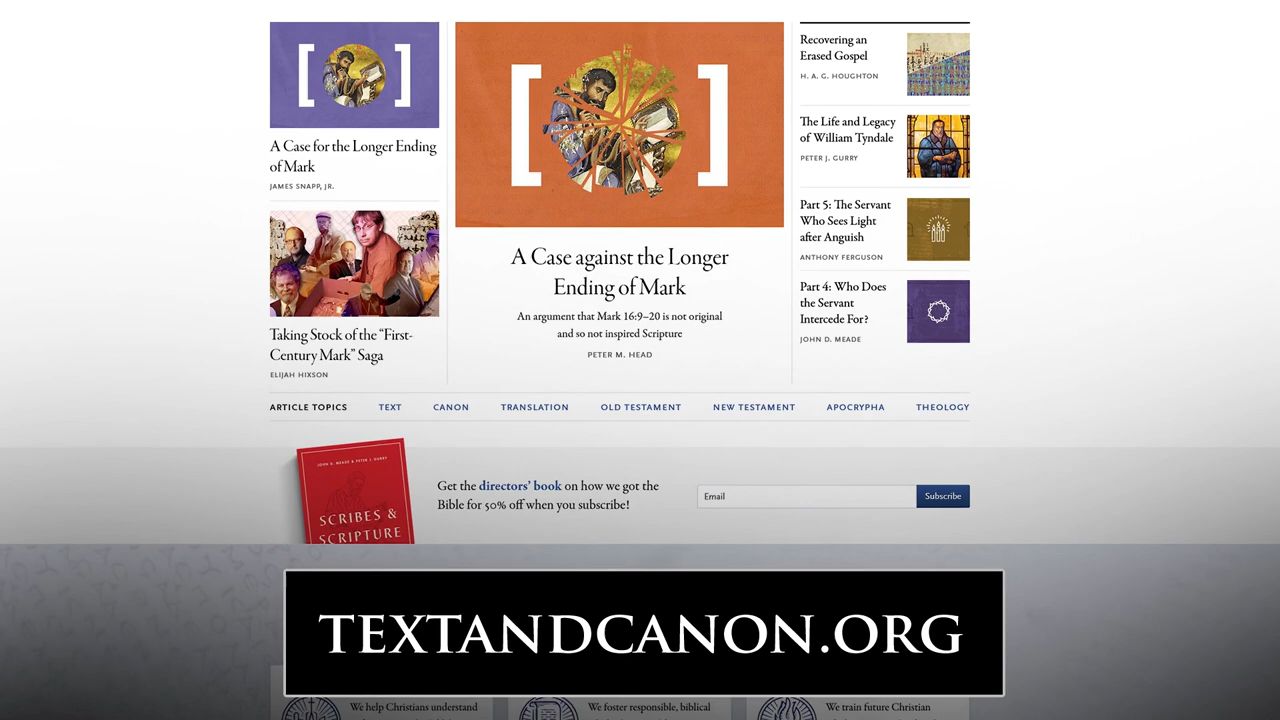 A Case for the Longer Ending
of Mark
JAMES SNAPP, JR.
Taking Stock of the “First-
Century Mark” Saga
ELIJAH HIXSON
A Case against the Longer
Ending of Mark
An argument that Mark 16:9–20 is not original
and so not inspired Scripture
PETER M. HEAD
Recovering an
Erased Gospel
H. A. G. HOUGHTON
The Life and Legacy
of William Tyndale
PETER J. GURRY
Part 5: The Servant
Who Sees Light
after Anguish
ANTHONY FERGUSON
Part 4: Who Does
the Servant
Intercede For?
JOHN D. MEADE
ARTICLE TOPICS TEXT CANON TRANSLATION OLD TESTAMENT NEW TESTAMENT APOCRYPHA THEOLOGY
JOHN D. MEADE & PETER J. GURRY
SCRIBES &
SCRIPTURE
Get the directors’ book on how we got the
Bible for 50% off when you subscribe!
Email
Subscribe
TEXTANDCANON.ORG
We help Christians understand
We foster responsible, biblical
We train future Christian